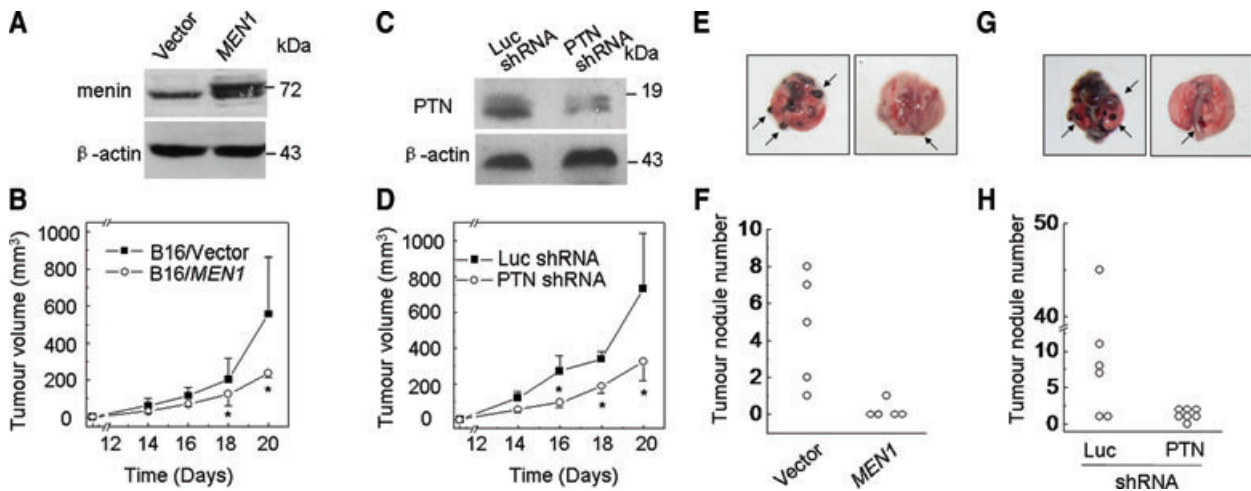 A
Vector
MEN1
kDa
menin
72
β-actin
43
B
Tumour volume (mm³)
1000
800
600
400
200
0
B16/Vector
B16/MEN1
*
*
12 14 16 18 20
Time (Days)
C
Luc shRNA
PTN shRNA
kDa
PTN
19
β-actin
43
D
Tumour volume (mm³)
1000
800
600
400
200
0
Luc shRNA
PTN shRNA
*
*
*
12 14 16 18 20
Time (Days)
E
F
Tumour nodule number
10
8
6
4
2
0
Vector
MEN1
G
H
Tumour nodule number
50
40
10
5
0
Luc PTN
shRNA